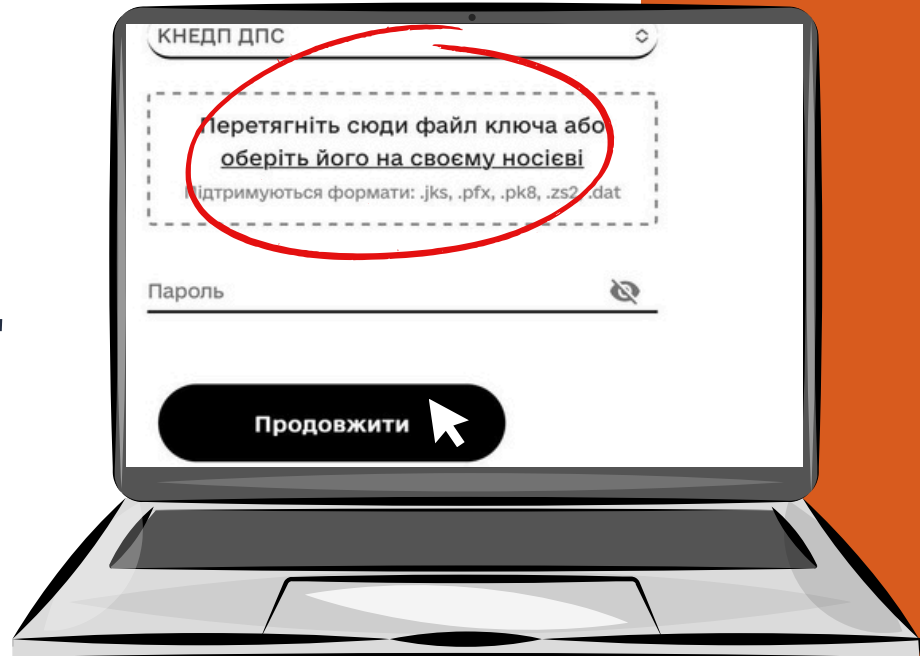 КНЕДП ДПС
Перетягніть сюди файл ключа або
оберіть його на своєму носієві
Підтримуються формати: .jks, .pfx, .pk8, .zs2, .dat
Пароль
Продовжити